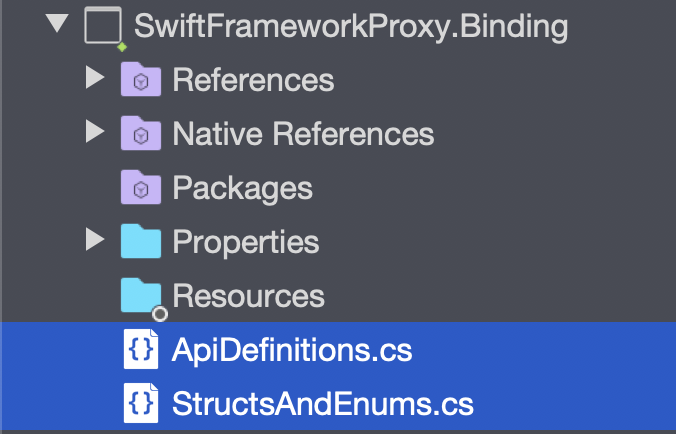 SwiftFrameworkProxy.Binding
References
Native References
Packages
Properties
Resources
ApiDefinitions.cs
StructsAndEnums.cs